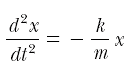 d²x/dt² = − k/m x